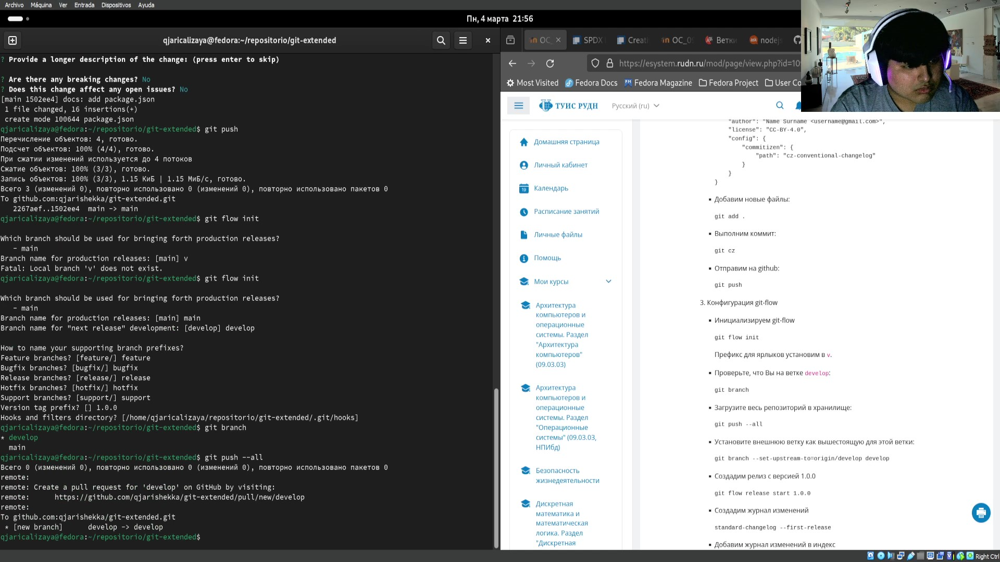 Archivo Máquina Ver Entrada Dispositivos Ayuda
Пн, 4 марта 21:56
qjaricalizaya@fedora:~/repositorio/git-extended
? Provide a longer description of the change: (press enter to skip)
? Are there any breaking changes? No
? Does this change affect any open issues? No
[main 1502ee4] docs: add package.json
1 file changed, 16 insertions(+)
create mode 100644 package.json
qjaricalizaya@fedora:~/repositorio/git-extended$ git push
Перечисление объектов: 4, готово.
Подсчет объектов: 100% (4/4), готово.
При сжатии изменений используется до 4 потоков
Сжатие объектов: 100% (3/3), готово.
Запись объектов: 100% (3/3), 1.15 КиБ | 1.15 МиБ/с, готово.
Всего 3 (изменений 0), повторно использовано 0 (изменений 0), повторно использовано пакетов 0
To github.com:qjarishekka/git-extended.git
2267aef..1502ee4 main -> main
qjaricalizaya@fedora:~/repositorio/git-extended$ git flow init
Which branch should be used for bringing forth production releases?
- main
Branch name for production releases: [main] v
Fatal: Local branch 'v' does not exist.
qjaricalizaya@fedora:~/repositorio/git-extended$ git flow init
Which branch should be used for bringing forth production releases?
- main
Branch name for production releases: [main] main
Branch name for "next release" development: [develop] develop
How to name your supporting branch prefixes?
Feature branches? [feature/] feature
Bugfix branches? [bugfix/] bugfix
Release branches? [release/] release
Hotfix branches? [hotfix/] hotfix
Support branches? [support/] support
Version tag prefix? [] 1.0.0
Hooks and filters directory? [/home/qjaricalizaya/repositorio/git-extended/.git/hooks]
qjaricalizaya@fedora:~/repositorio/git-extended$ git branch
* develop
main
qjaricalizaya@fedora:~/repositorio/git-extended$ git push --all
Всего 0 (изменений 0), повторно использовано 0 (изменений 0), повторно использовано пакетов 0
remote:
remote: Create a pull request for 'develop' on GitHub by visiting:
remote: https://github.com/qjarishekka/git-extended/pull/new/develop
remote:
To github.com:qjarishekka/git-extended.git
* [new branch] develop -> develop
qjaricalizaya@fedora:~/repositorio/git-extended$
OC_ SPDX Creati OC_0 Ветки nodej
https://esystem.rudn.ru/mod/page/view.php?id=10
Most Visited Fedora Docs Fedora Magazine Fedora Project User Co
ТУИС РУДН Русский (ru)
Домашняя страница
Личный кабинет
Календарь
Расписание занятий
Личные файлы
Помощь
Мои курсы
Архитектура
компьютеров и
операционные
системы. Раздел
"Архитектура
компьютеров"
(09.03.03)
Архитектура
компьютеров и
операционные
системы. Раздел
"Операционные
системы" (09.03.03,
НПИбд)
Безопасность
жизнедеятельности
Дискретная
математика и
математическая
логика. Раздел
"Дискретная
"author": "Name Surname <username@gmail.com>",
"license": "CC-BY-4.0",
"config": {
"commitizen": {
"path": "cz-conventional-changelog"
}
}
}
▪ Добавим новые файлы:
git add .
▪ Выполним коммит:
git cz
▪ Отправим на github:
git push
3. Конфигурация git-flow
▪ Инициализируем git-flow
git flow init
Префикс для ярлыков установим в v.
▪ Проверьте, что Вы на ветке develop:
git branch
▪ Загрузите весь репозиторий в хранилище:
git push --all
▪ Установите внешнюю ветку как вышестоящую для этой ветки:
git branch --set-upstream-to=origin/develop develop
▪ Создадим релиз с версией 1.0.0
git flow release start 1.0.0
▪ Создадим журнал изменений
standard-changelog --first-release
▪ Добавим журнал изменений в индекс
Right Ctrl